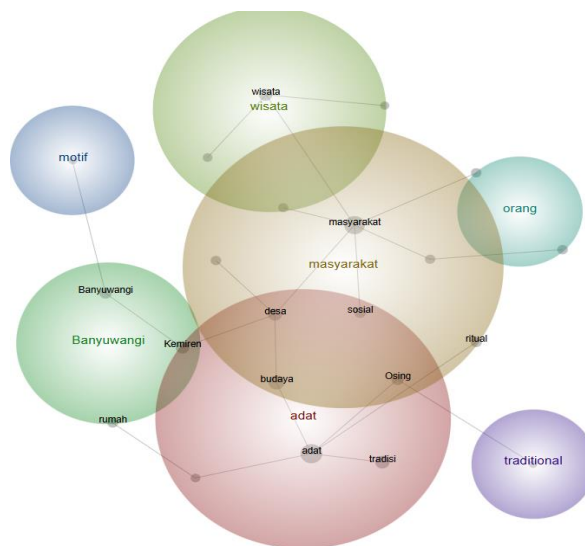 wisata
wisata
motif
orang
masyarakat
masyarakat
Banyuwangi
desa
sosial
Banyuwangi
Kemiren
ritual
budaya
Osing
adat
rumah
adat
tradisi
traditional